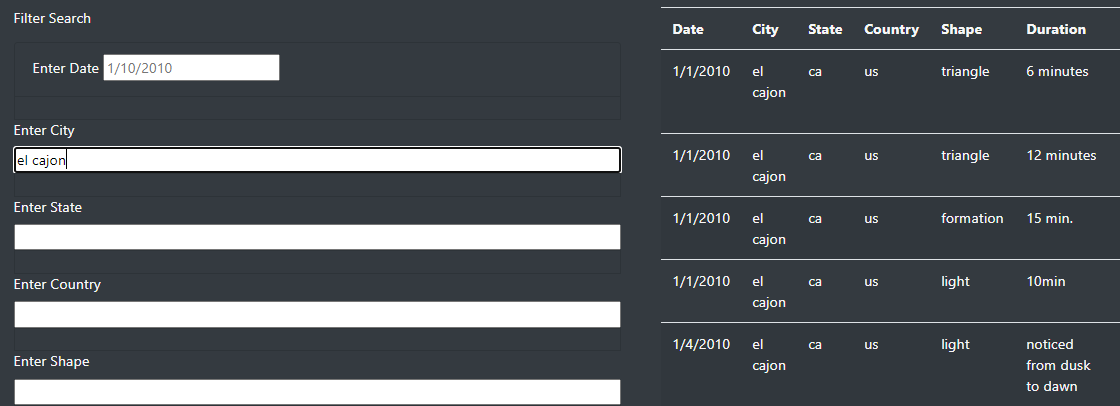 Filter Search
Enter Date 1/10/2010
Enter City
el cajon
Enter State
Enter Country
Enter Shape
Date City State Country Shape Duration
1/1/2010 el cajon ca us triangle 6 minutes
1/1/2010 el cajon ca us triangle 12 minutes
1/1/2010 el cajon ca us formation 15 min.
1/1/2010 el cajon ca us light 10min
1/4/2010 el cajon ca us light noticed from dusk to dawn